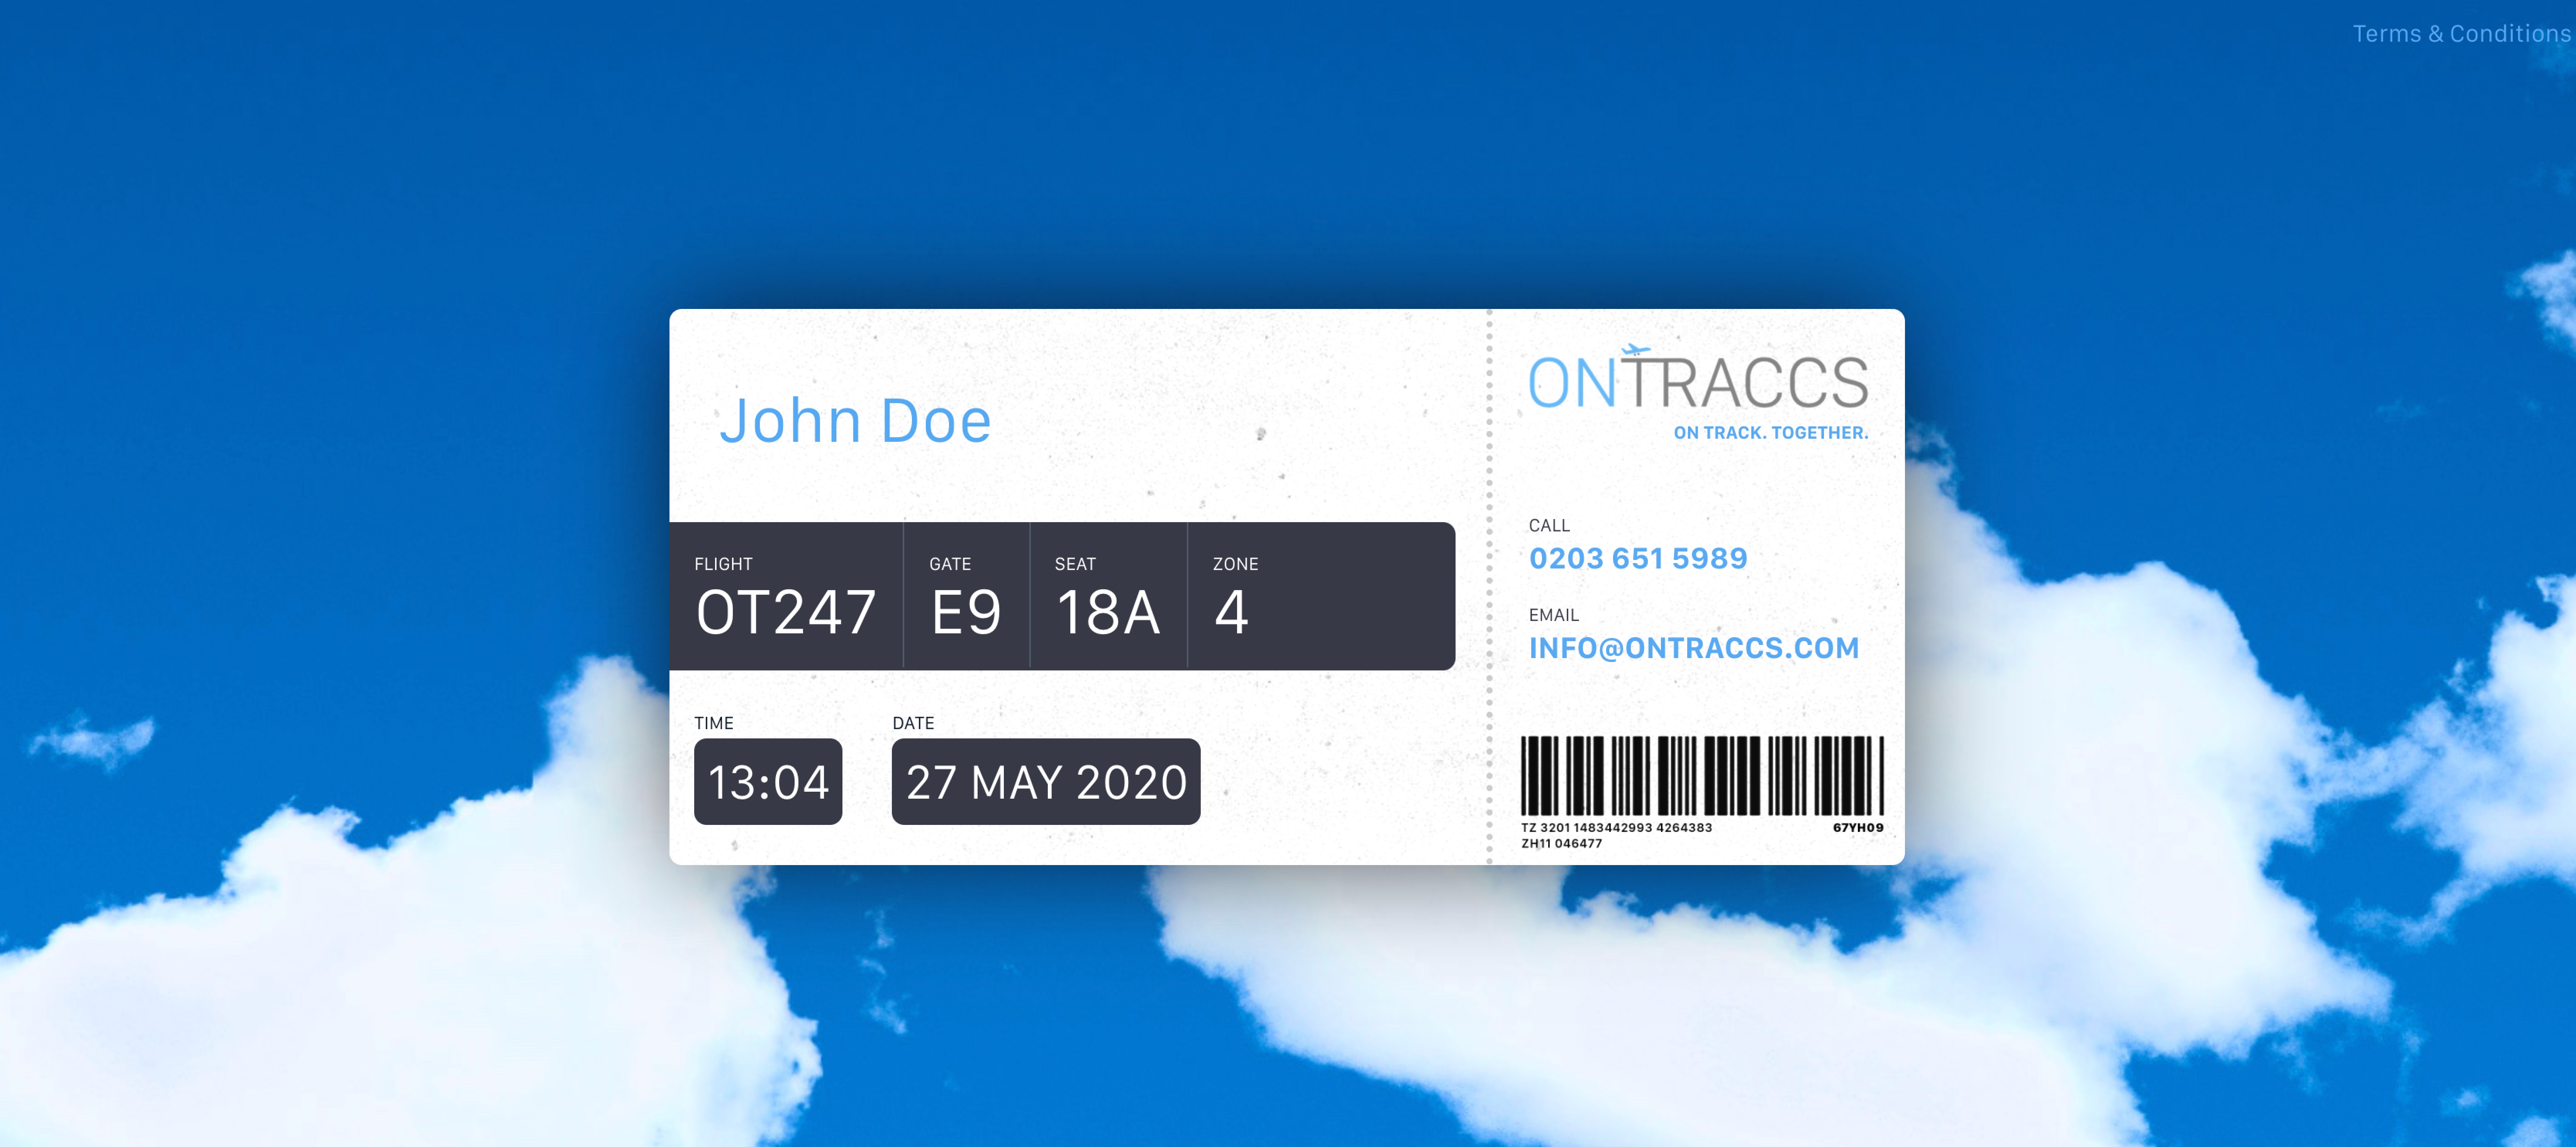 Terms & Conditions
John Doe
FLIGHT GATE SEAT ZONE
OT247 E9 18A 4
TIME DATE
13:04 27 MAY 2020
ONTRACCS
ON TRACK. TOGETHER.
CALL
0203 651 5989
EMAIL
INFO@ONTRACCS.COM
TZ 3201 1483442993 4264383 67YH09
ZH11 046477